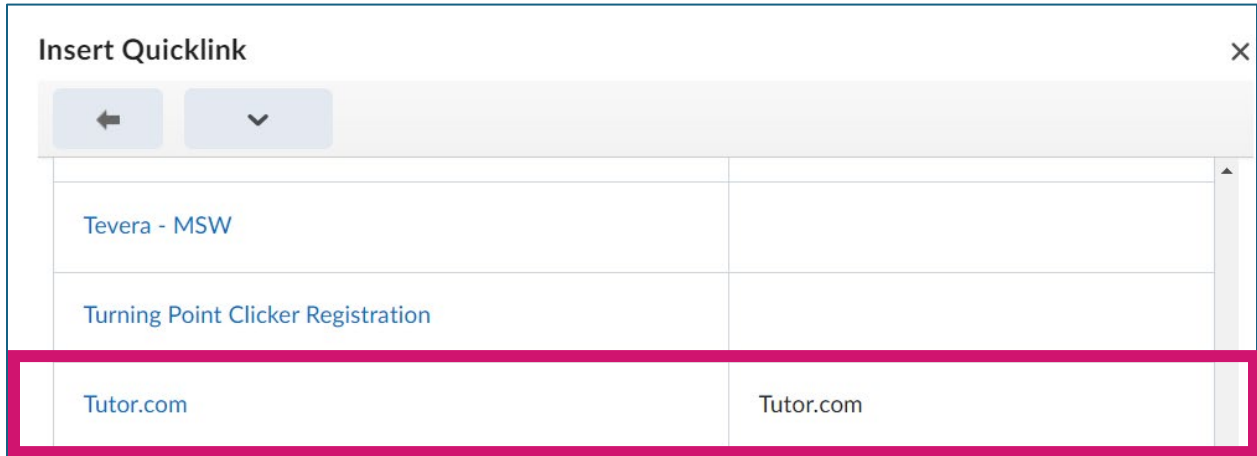 Insert Quicklink
Tevera - MSW
Turning Point Clicker Registration
Tutor.com Tutor.com